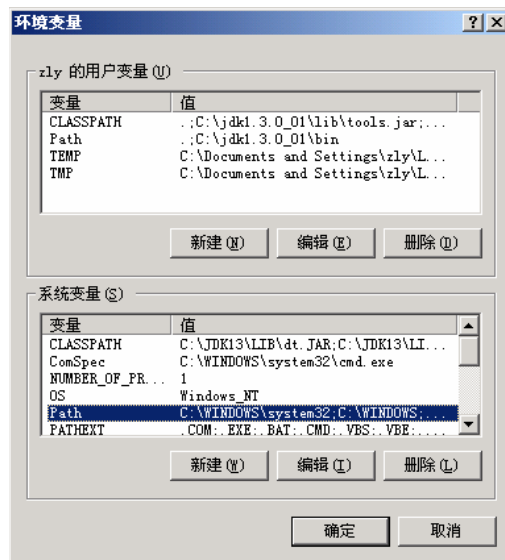 环境变量
zly 的用户变量(U)
变量 值
CLASSPATH .;C:\jdk1.3.0_01\lib\tools.jar;...
Path .;C:\jdk1.3.0_01\bin
TEMP C:\Documents and Settings\zly\L...
TMP C:\Documents and Settings\zly\L...
新建(N) 编辑(E) 删除(D)
系统变量(S)
变量 值
CLASSPATH C:\JDK13\LIB\dt.JAR;C:\JDK13\LI...
ComSpec C:\WINDOWS\system32\cmd.exe
NUMBER_OF_PR... 1
OS Windows_NT
Path C:\WINDOWS\system32;C:\WINDOWS;...
PATHEXT .COM;.EXE;.BAT;.CMD;.VBS;.VBE;....
新建(W) 编辑(I) 删除(L)
确定 取消